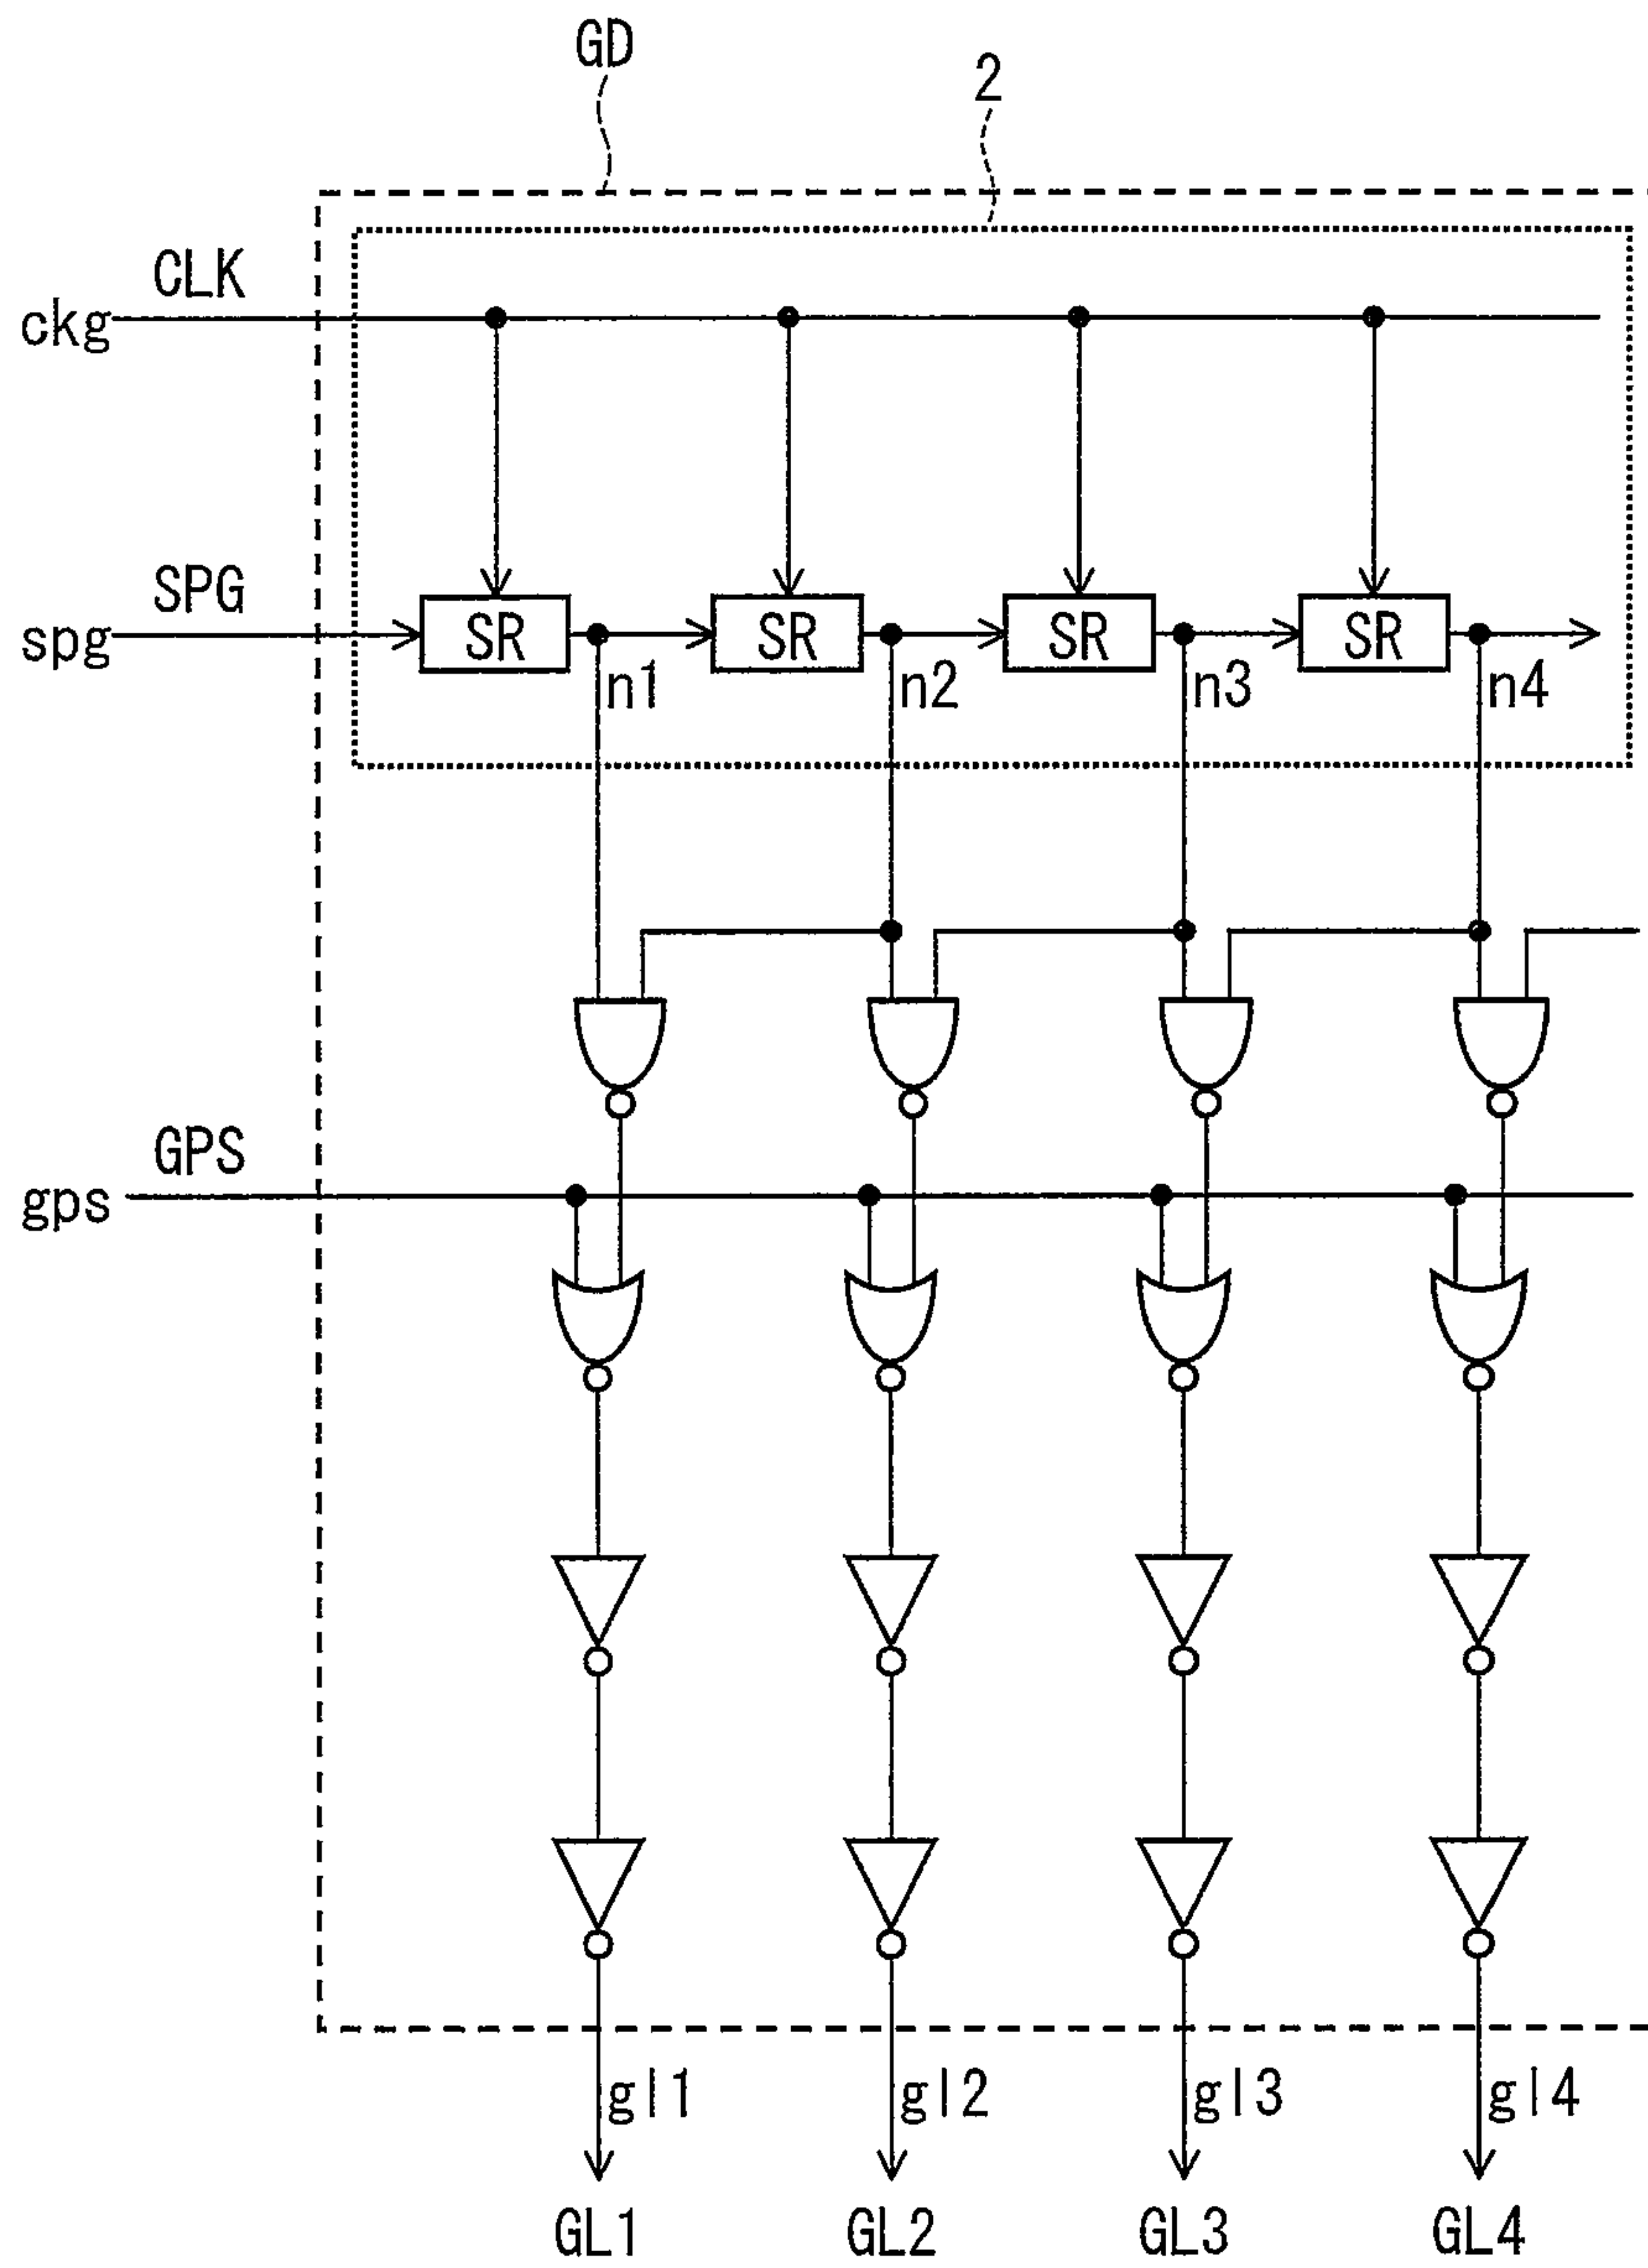 GD
2
CLK
ckg
SPG
spg
SR SR SR SR
n1 n2 n3 n4
GPS
gps
gl1 gl2 gl3 gl4
GL1 GL2 GL3 GL4